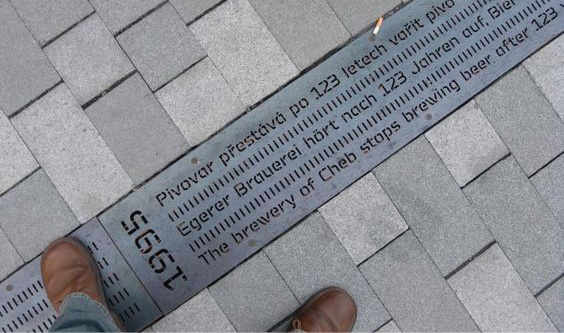 1995
Pivovar přestává po 123 letech vařit pivo
Egerer Brauerei hört nach 123 Jahren auf Bier
The brewery of Cheb stops brewing beer after 123